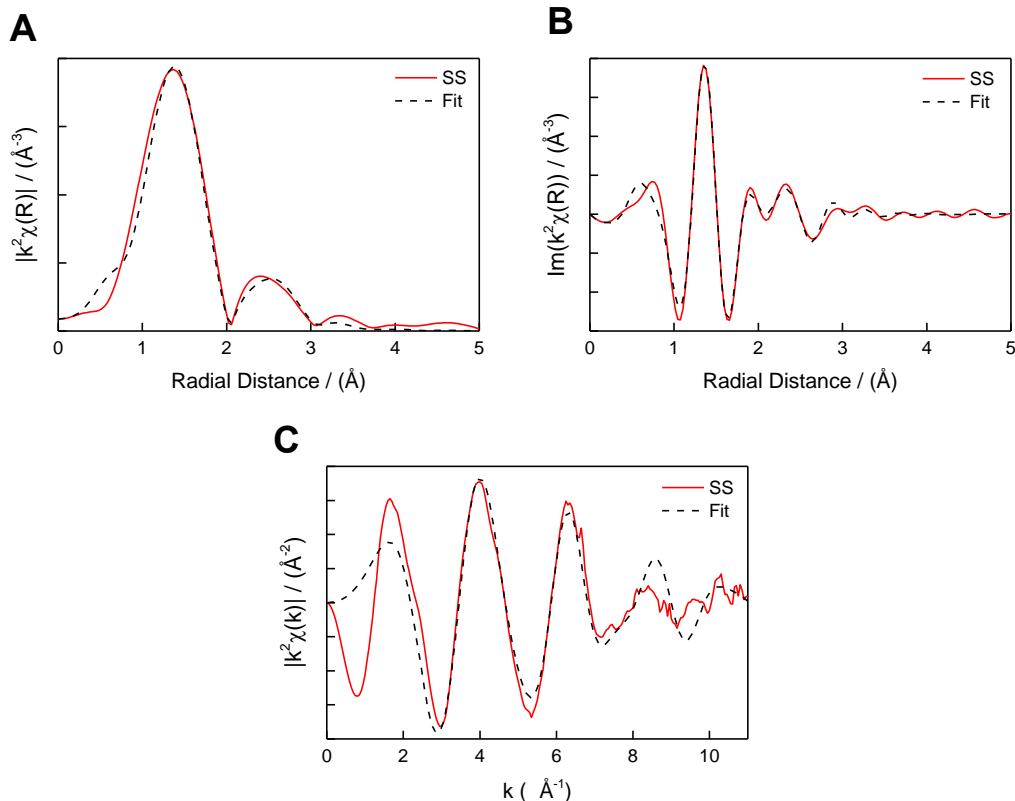 A
|k²χ(R)| / (Å⁻³)
SS
Fit
0 1 2 3 4 5
Radial Distance / (Å)
B
Im(k²χ(R)) / (Å⁻³)
SS
Fit
0 1 2 3 4 5
Radial Distance / (Å)
C
|k²χ(k)| / (Å⁻²)
SS
Fit
0 2 4 6 8 10
k ( Å⁻¹)